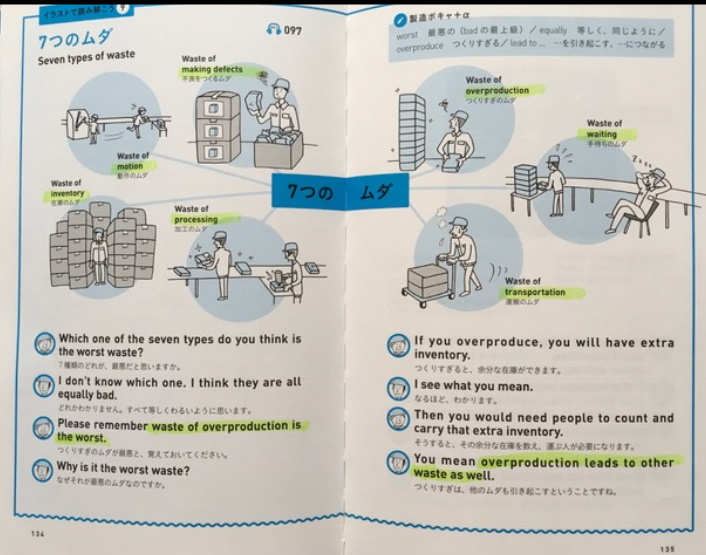 イラストで読み解こう 9
7つのムダ
Seven types of waste
097
Waste of
making defects
不良をつくるムダ
Waste of
motion
動作のムダ
Waste of
inventory
在庫のムダ
Waste of
processing
加工のムダ
7つの ムダ
Which one of the seven types do you think is
the worst waste?
7種類のどれが、最悪だと思いますか。
I don't know which one. I think they are all
equally bad.
どれかわかりません。すべて等しくわるいように思います。
Please remember waste of overproduction is
the worst.
つくりすぎのムダが最悪と、覚えておいてください。
Why is it the worst waste?
なぜそれが最悪のムダなのですか。
134
製造ボキャ+α
worst 最悪の（badの最上級）／ equally 等しく、同じように／
overproduce つくりすぎる／ lead to ... …を引き起こす、…につながる
Waste of
overproduction
つくりすぎのムダ
Waste of
waiting
手待ちのムダ
zzzz
Waste of
transportation
運搬のムダ
If you overproduce, you will have extra
inventory.
つくりすぎると、余分な在庫ができます。
I see what you mean.
なるほど、わかります。
Then you would need people to count and
carry that extra inventory.
そうすると、その余分な在庫を数え、運ぶ人が必要になります。
You mean overproduction leads to other
waste as well.
つくりすぎは、他のムダも引き起こすということですね。
135